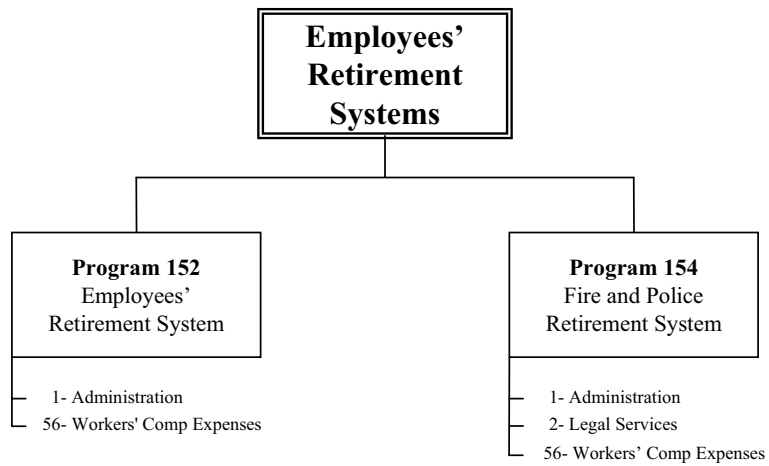 Employees’
Retirement
Systems
Program 152
Employees’
Retirement System
1- Administration
56- Workers' Comp Expenses
Program 154
Fire and Police
Retirement System
1- Administration
2- Legal Services
56- Workers’ Comp Expenses